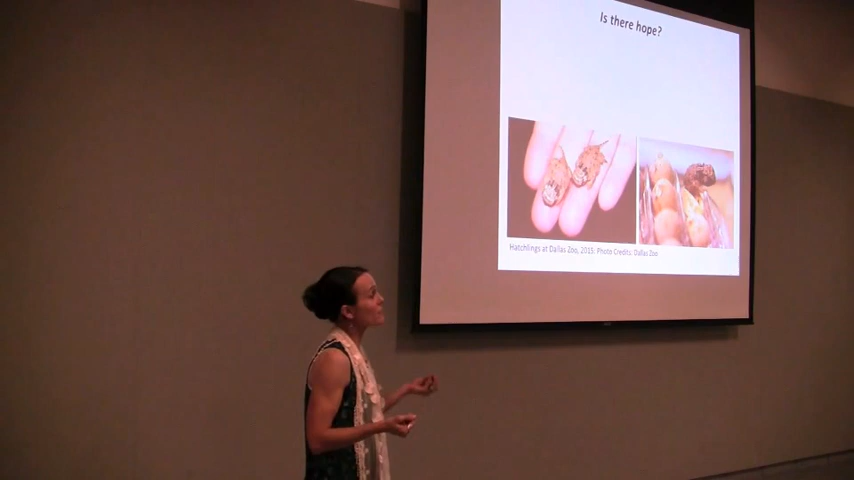 Is there hope?
Hatchlings at Dallas Zoo, 2015; Photo Credits: Dallas Zoo